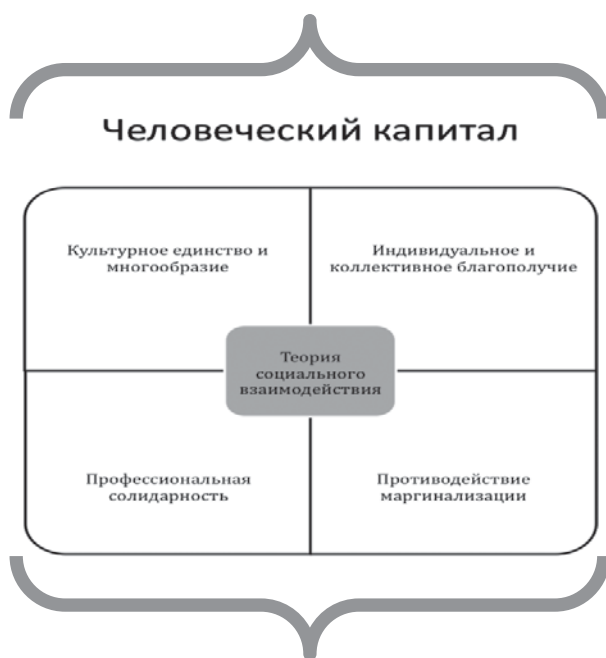 Человеческий капитал
Культурное единство и
многообразие
Индивидуальное и
коллективное благополучие
Теория
социального
взаимодействия
Профессиональная
солидарность
Противодействие
маргинализации